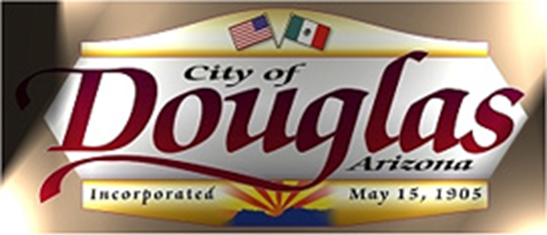 City of
Douglas
Arizona
Incorporated May 15, 1905